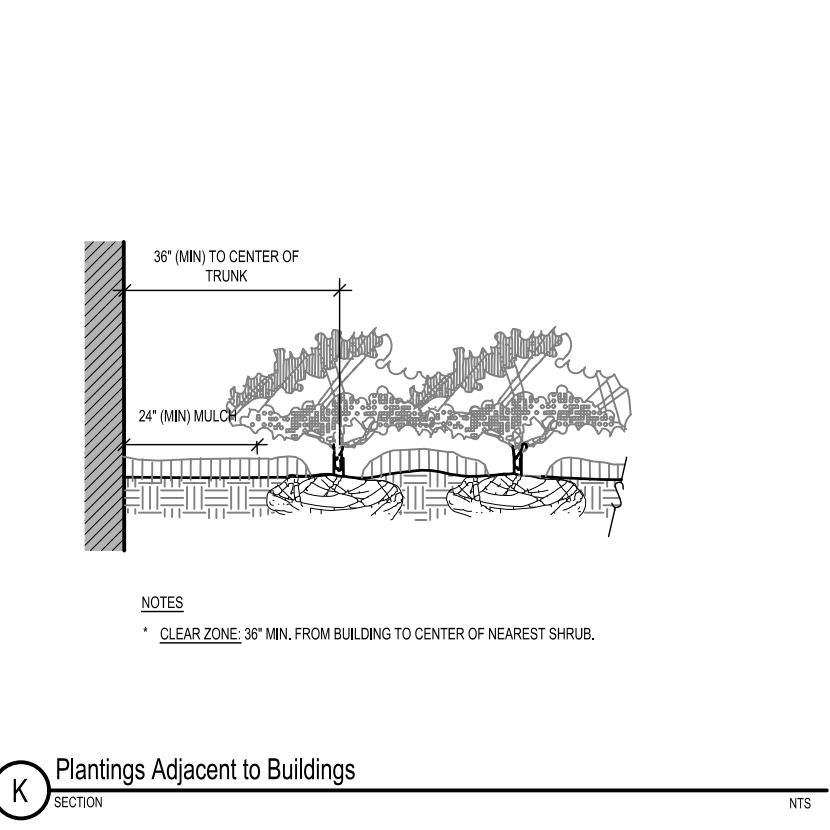 36" (MIN) TO CENTER OF
TRUNK
24" (MIN) MULCH
NOTES
* CLEAR ZONE: 36" MIN. FROM BUILDING TO CENTER OF NEAREST SHRUB.
K
Plantings Adjacent to Buildings
SECTION
NTS